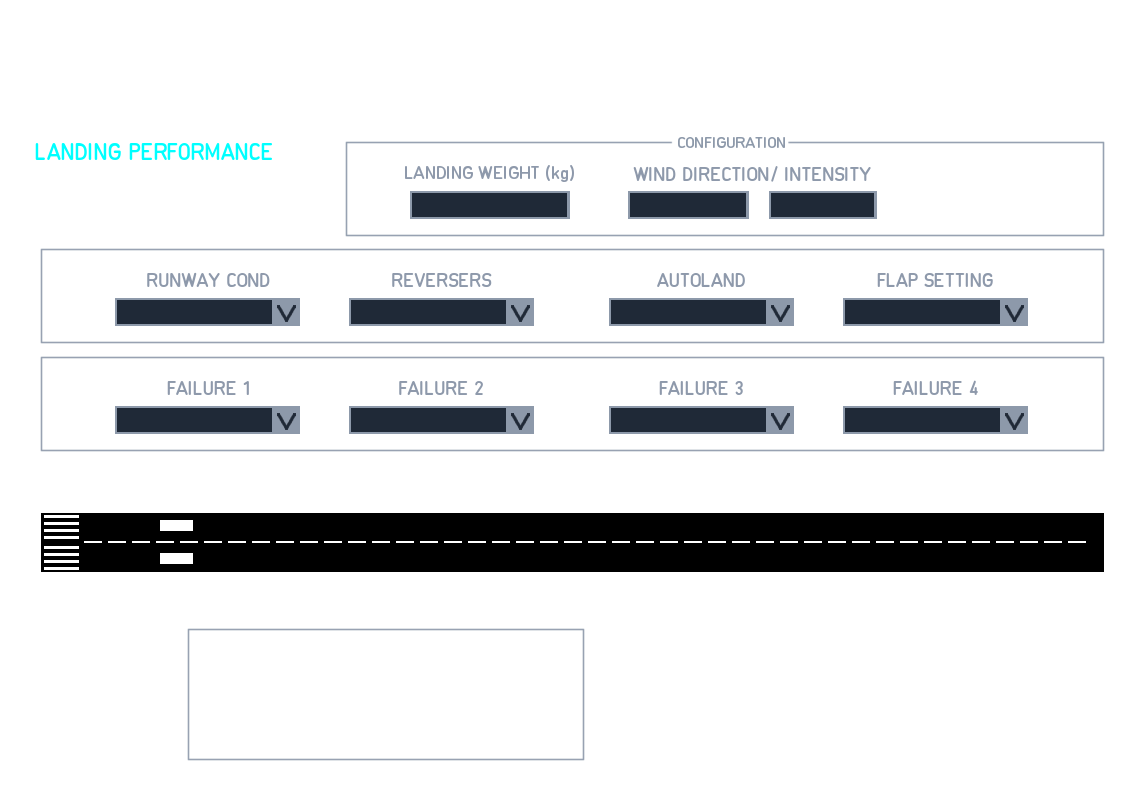 LANDING PERFORMANCE
CONFIGURATION
LANDING WEIGHT (kg)
WIND DIRECTION / INTENSITY
RUNWAY COND
REVERSERS
AUTOLAND
FLAP SETTING
FAILURE 1
FAILURE 2
FAILURE 3
FAILURE 4